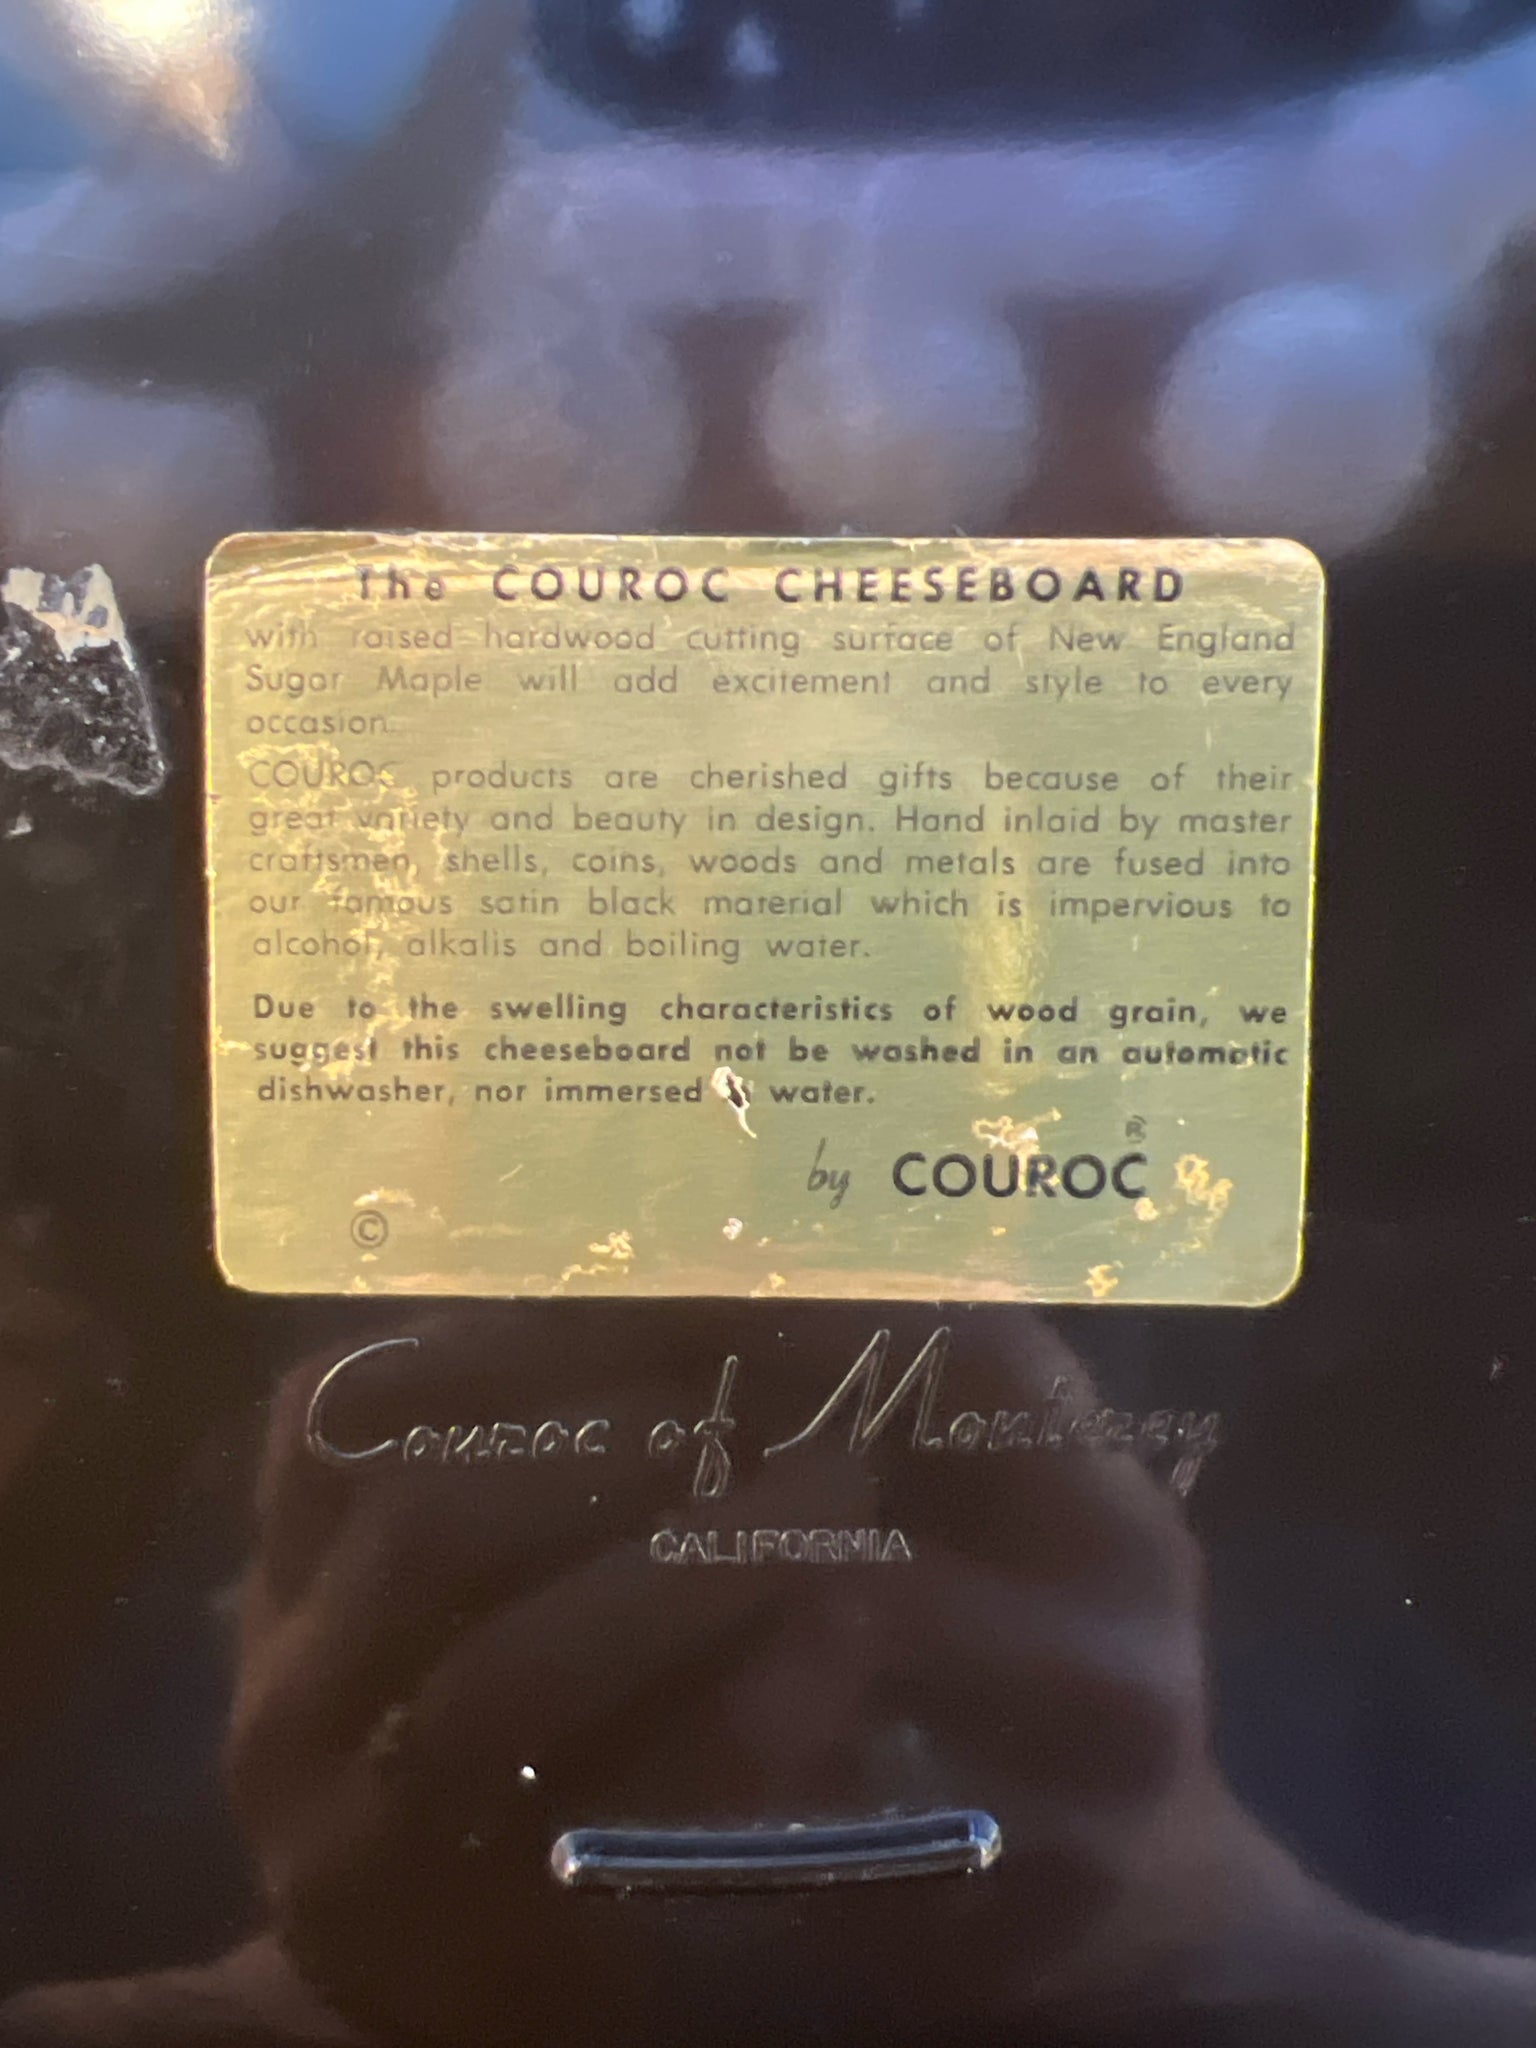 The COUROC CHEESEBOARD
with raised hardwood cutting surface of New England
Sugar Maple will add excitement and style to every
occasion.
COUROC products are cherished gifts because of their
great variety and beauty in design. Hand inlaid by master
craftsmen, shells, coins, woods and metals are fused into
our famous satin black material which is impervious to
alcohol, alkalis and boiling water.
Due to the swelling characteristics of wood grain, we
suggest this cheeseboard not be washed in an automatic
dishwasher, nor immersed water.
by COUROC®
©
Couroc of Monterey
CALIFORNIA